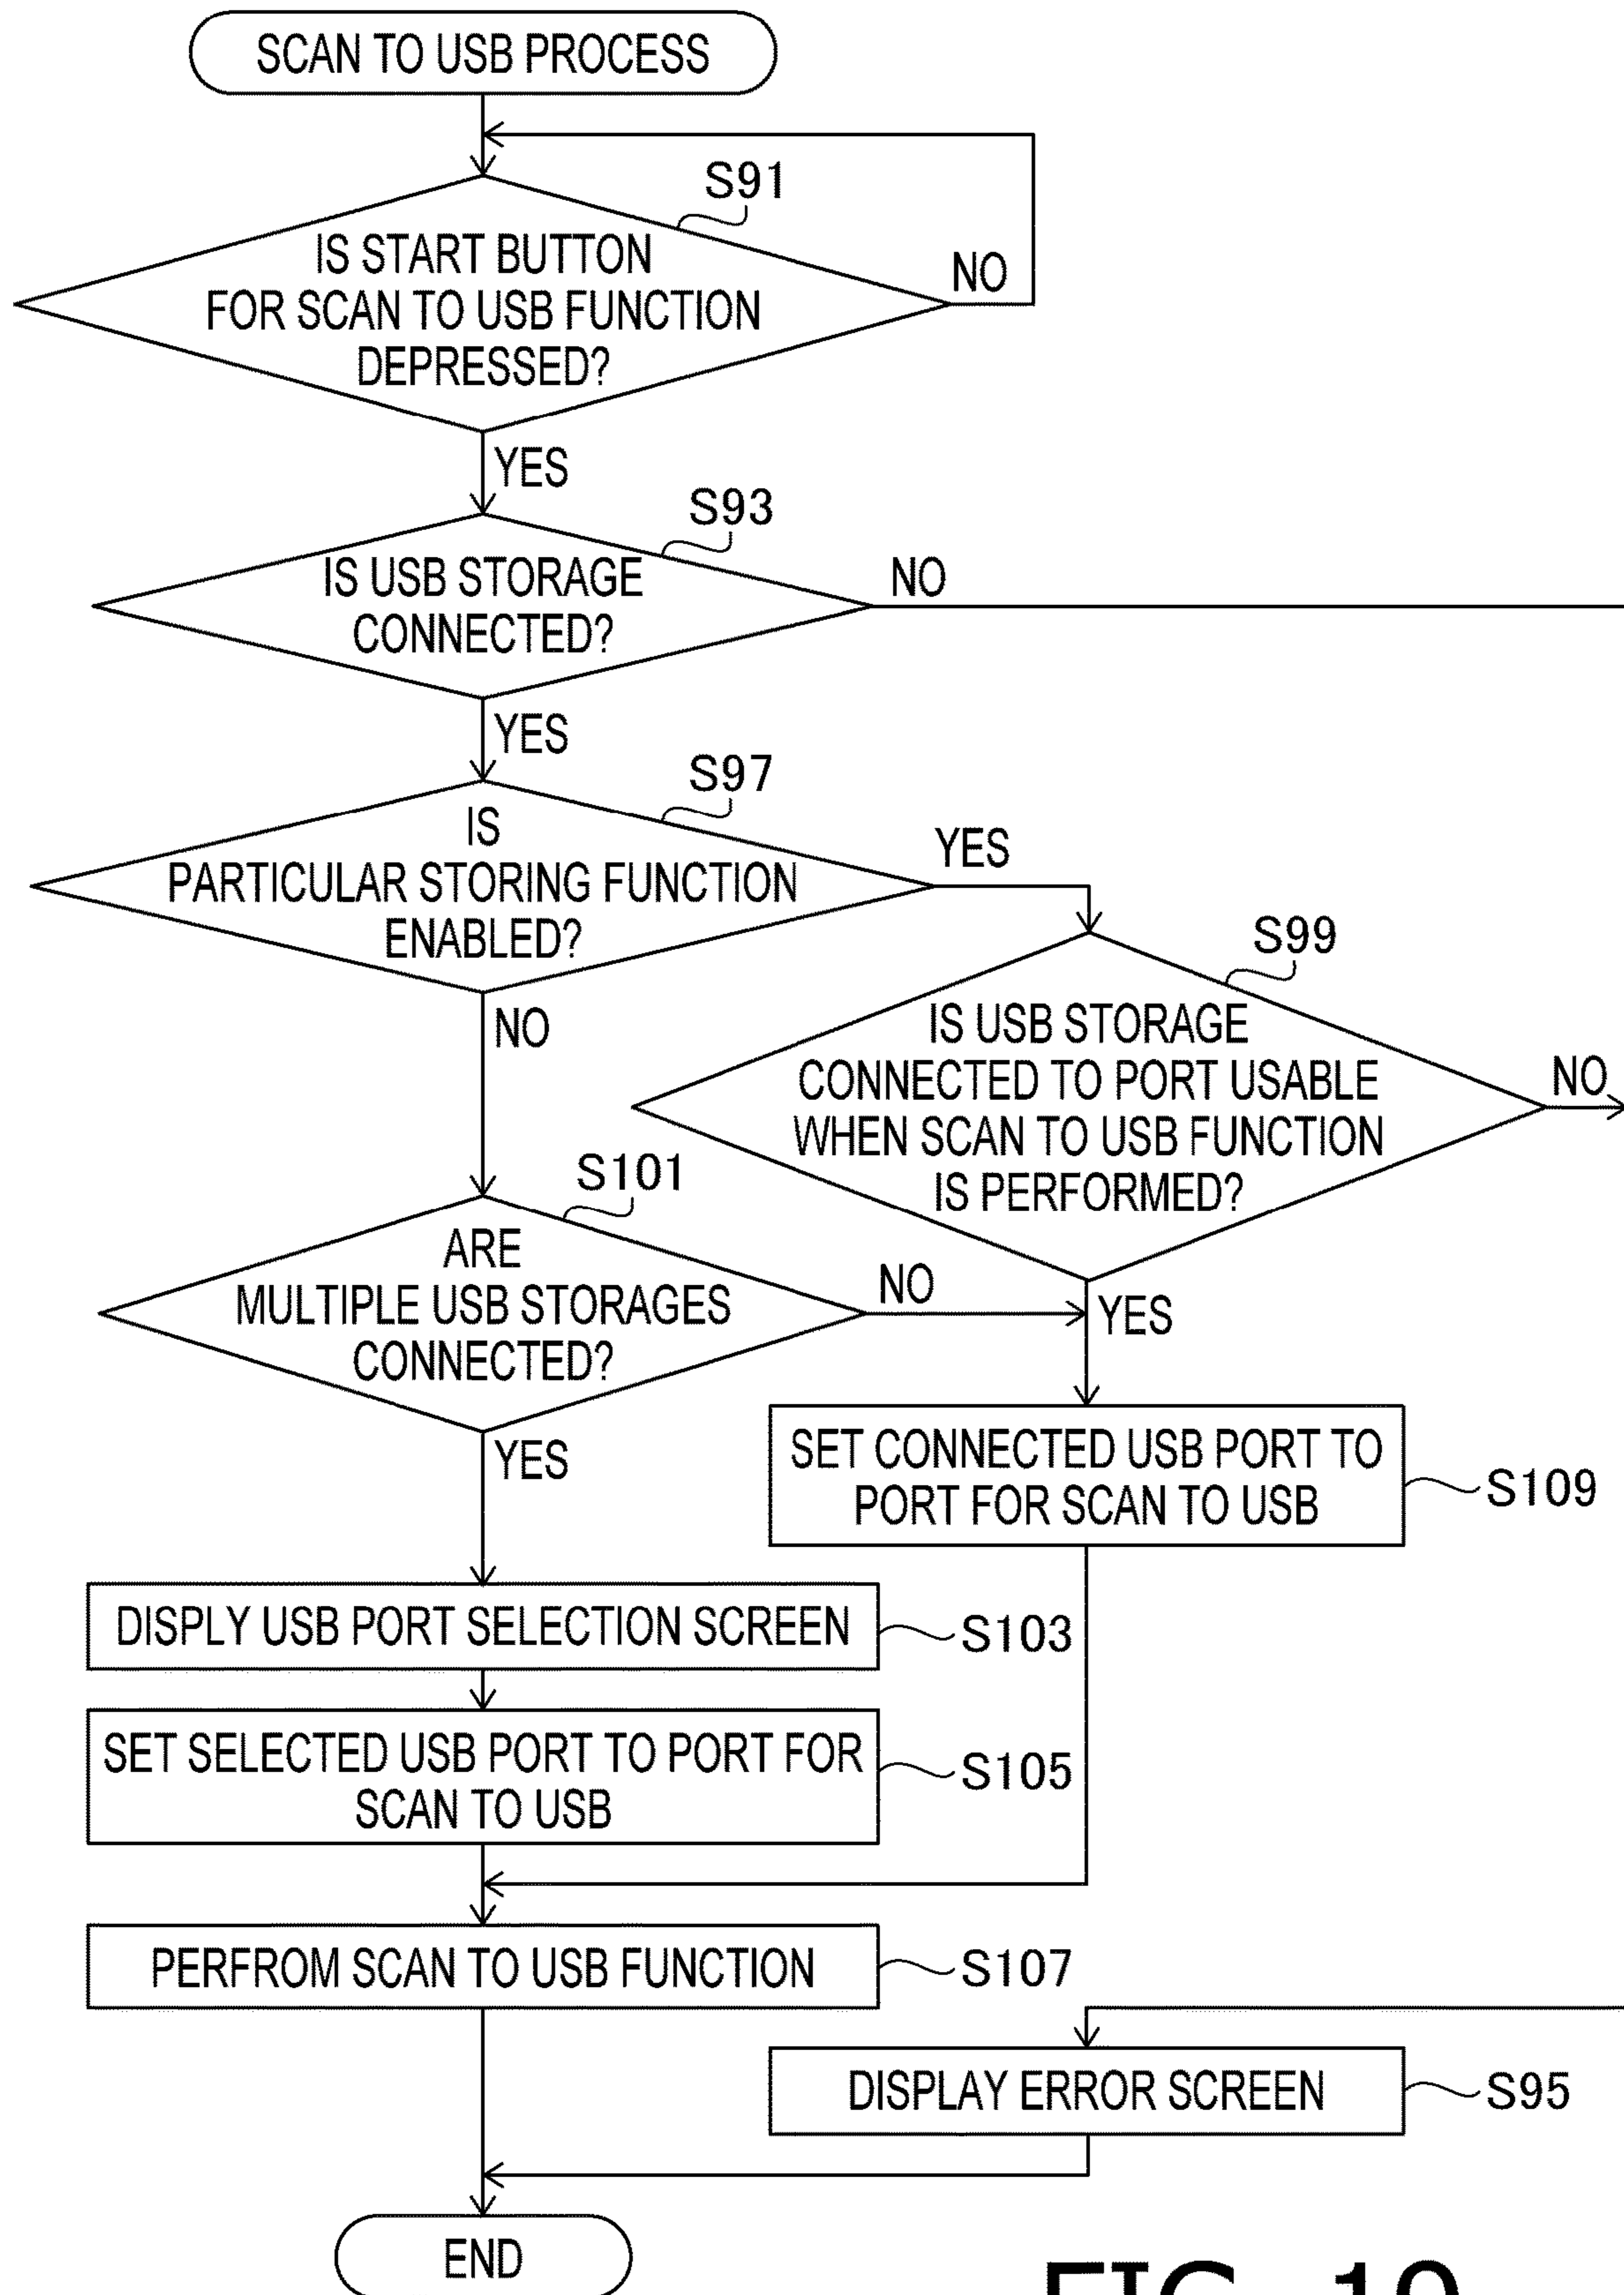 SCAN TO USB PROCESS
S91
IS START BUTTON
FOR SCAN TO USB FUNCTION
DEPRESSED?
NO
YES
S93
IS USB STORAGE
CONNECTED?
NO
YES
S97
IS
PARTICULAR STORING FUNCTION
ENABLED?
YES
NO
S99
IS USB STORAGE
CONNECTED TO PORT USABLE
WHEN SCAN TO USB FUNCTION
IS PERFORMED?
NO
YES
S101
ARE
MULTIPLE USB STORAGES
CONNECTED?
NO
YES
SET CONNECTED USB PORT TO
PORT FOR SCAN TO USB
S109
DISPLY USB PORT SELECTION SCREEN
S103
SET SELECTED USB PORT TO PORT FOR
SCAN TO USB
S105
PERFROM SCAN TO USB FUNCTION
S107
DISPLAY ERROR SCREEN
S95
END